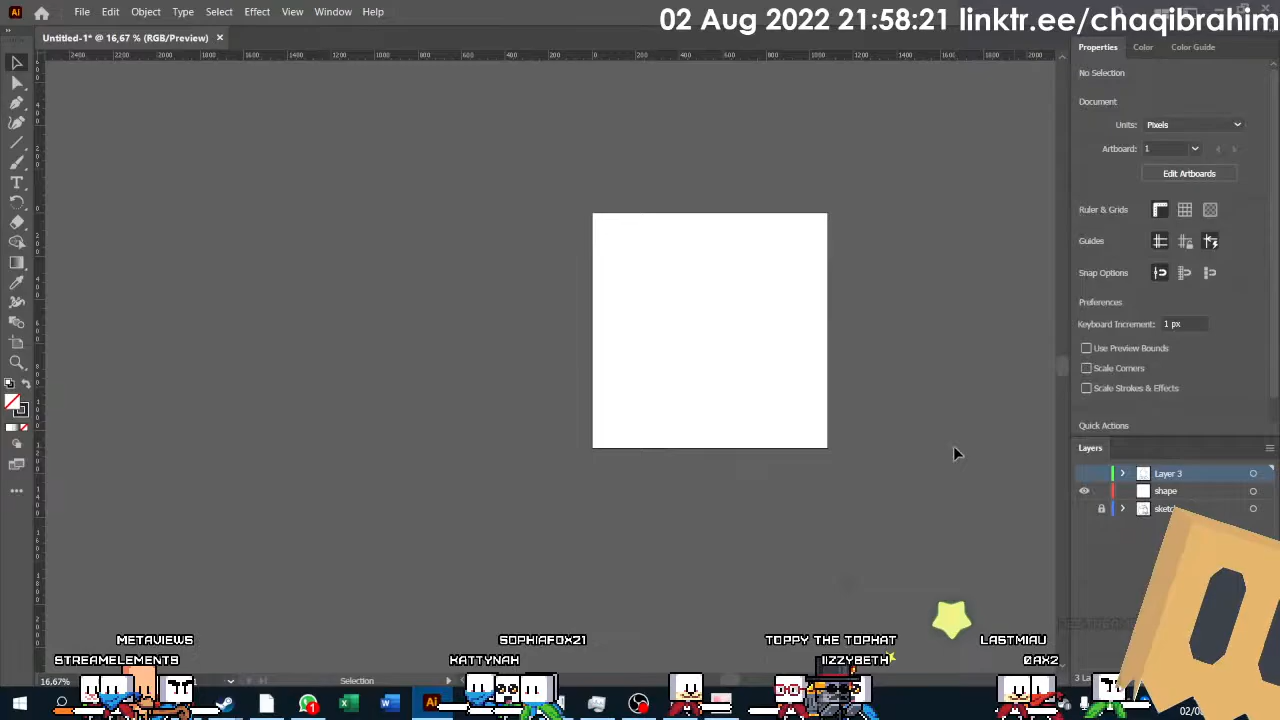 File Edit Object Type Select Effect View Window Help
02 Aug 2022 21:58:21 linktr.ee/chaqibrahim
Untitled-1* @ 16,67 % (RGB/Preview)
Properties Color Color Guide
No Selection
Document
Units: Pixels
Artboard: 1
Edit Artboards
Ruler & Grids
Guides
Snap Options
Preferences
Keyboard Increment: 1 px
Use Preview Bounds
Scale Corners
Scale Strokes & Effects
Quick Actions
Layers
Layer 3
shape
METAVIEWS SOPHIAFOX21 TOPPY THE TOPHAT LASTMIAU
STREAMELEMENTS KATTYNAH IIZZYBETH 0AX2
16.67% Selection